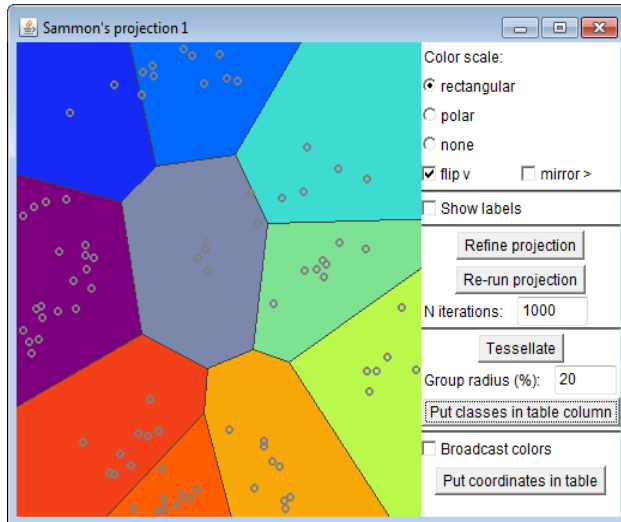 Sammon's projection 1
Color scale:
rectangular
polar
none
flip v mirror >
Show labels
Refine projection
Re-run projection
N iterations: 1000
Tessellate
Group radius (%): 20
Put classes in table column
Broadcast colors
Put coordinates in table